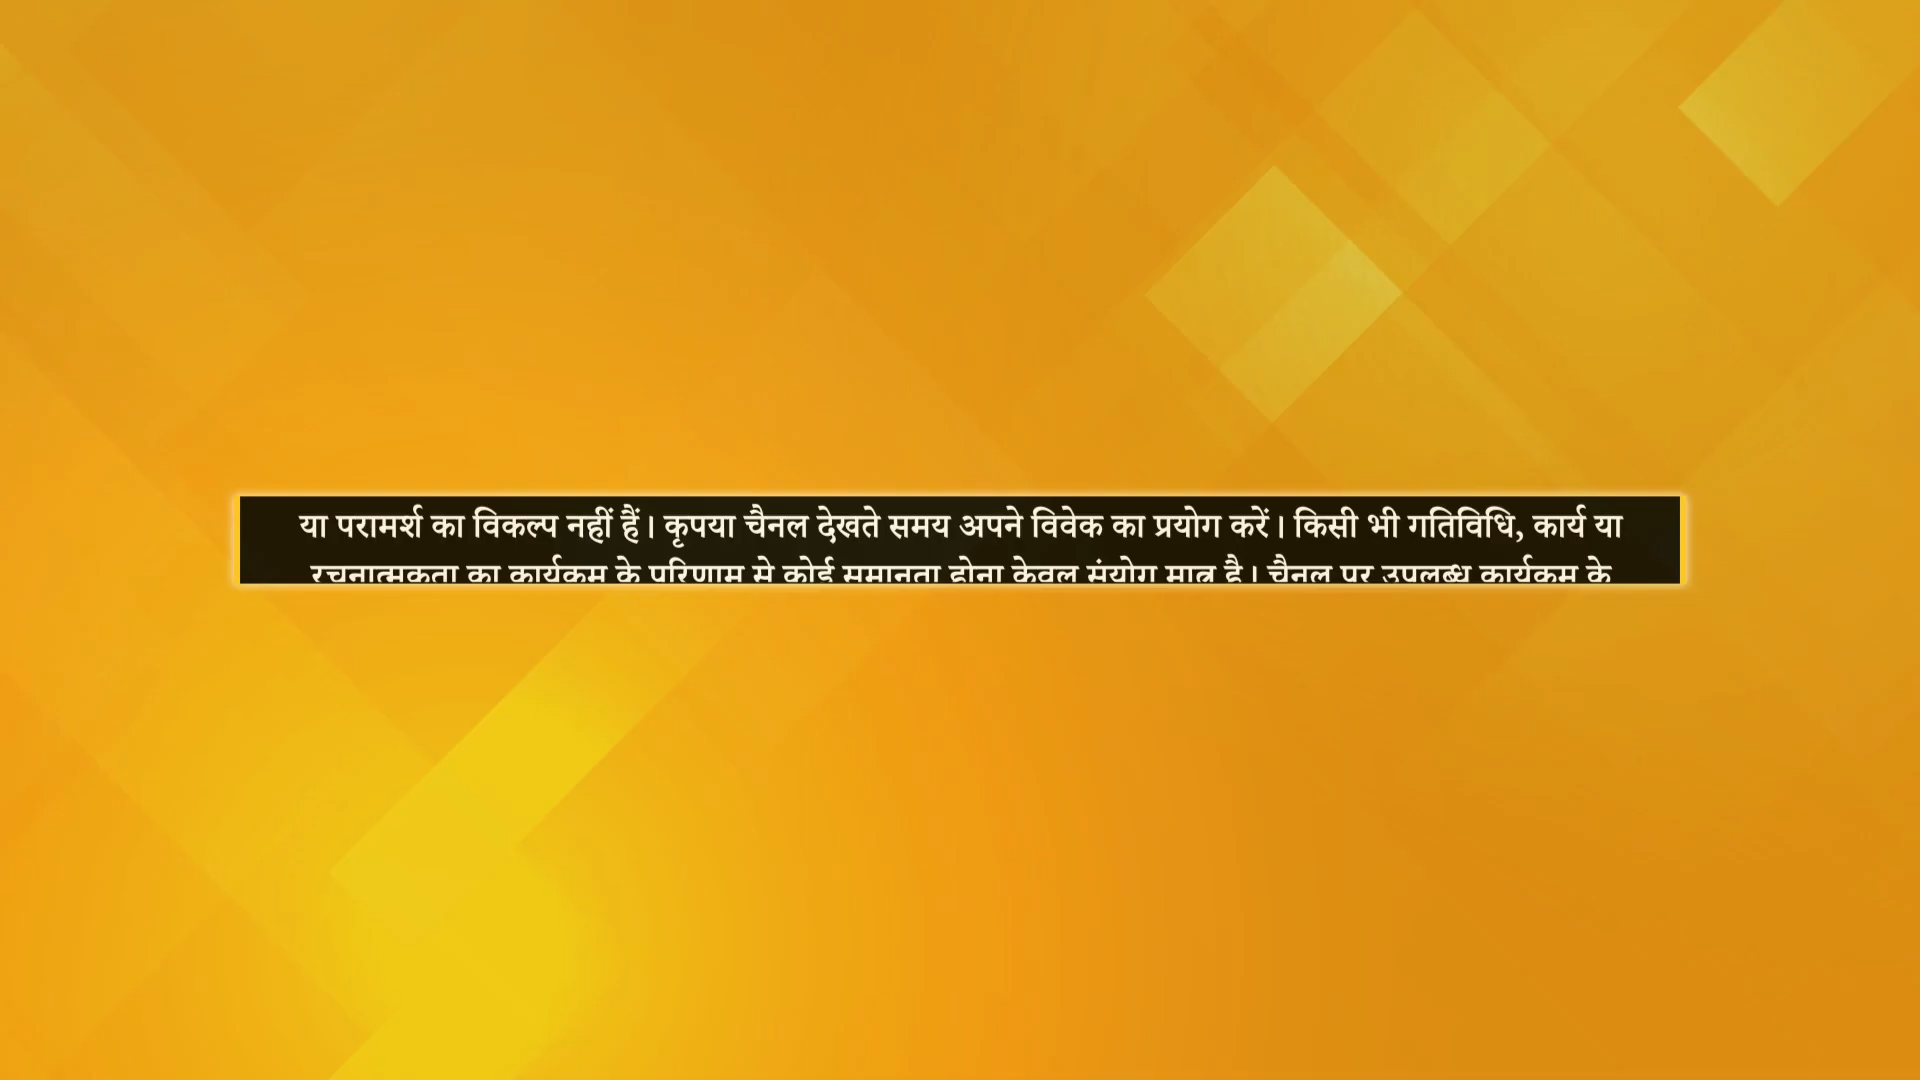 या परामर्श का विकल्प नहीं हैं। कृपया चैनल देखते समय अपने विवेक का प्रयोग करें। किसी भी गतिविधि, कार्य या
रचनात्मकता का कार्यक्रम के परिणाम से कोई समानता होना केवल संयोग मात्र है। चैनल पर उपलब्ध कार्यक्रम के